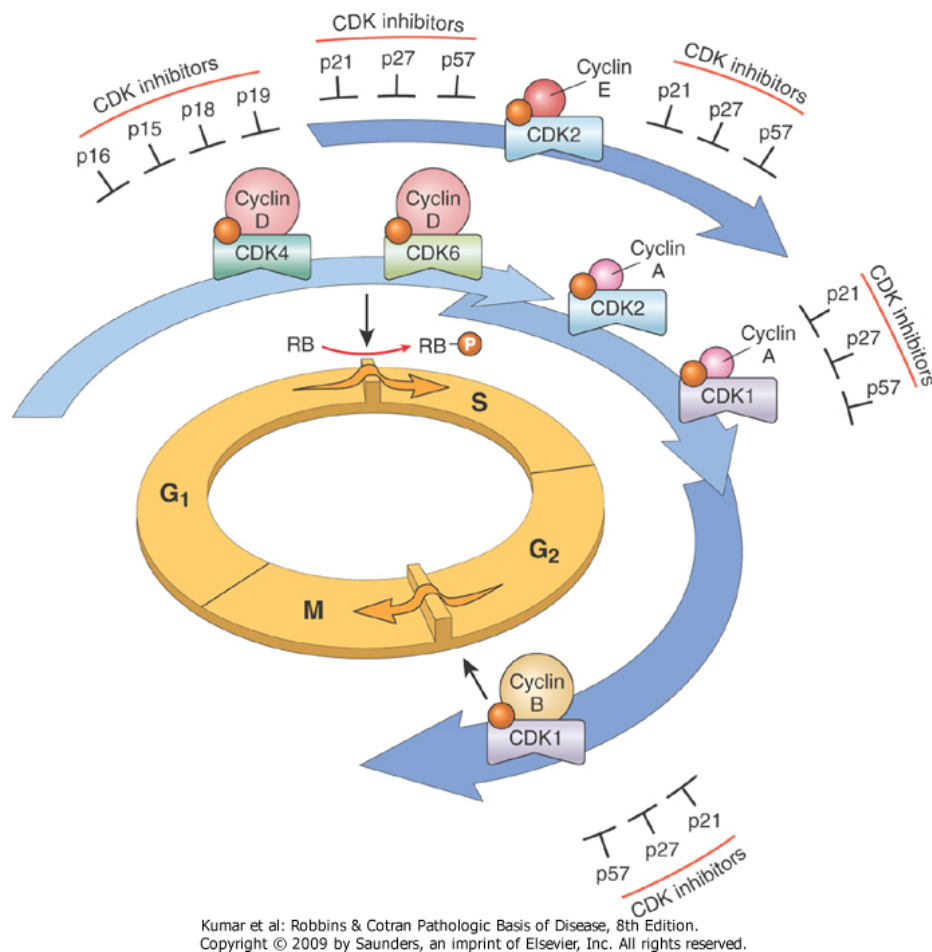 CDK inhibitors
p16
p15
p18
p19
CDK inhibitors
p21
p27
p57
Cyclin
E
CDK2
CDK inhibitors
p21
p27
p57
Cyclin
D
CDK4
Cyclin
D
CDK6
Cyclin
A
CDK2
Cyclin
A
CDK1
CDK inhibitors
p21
p27
p57
RB
RB
P
S
G1
G2
M
Cyclin
B
CDK1
p57
p27
p21
CDK inhibitors
Kumar et al: Robbins & Cotran Pathologic Basis of Disease, 8th Edition.
Copyright © 2009 by Saunders, an imprint of Elsevier, Inc. All rights reserved.